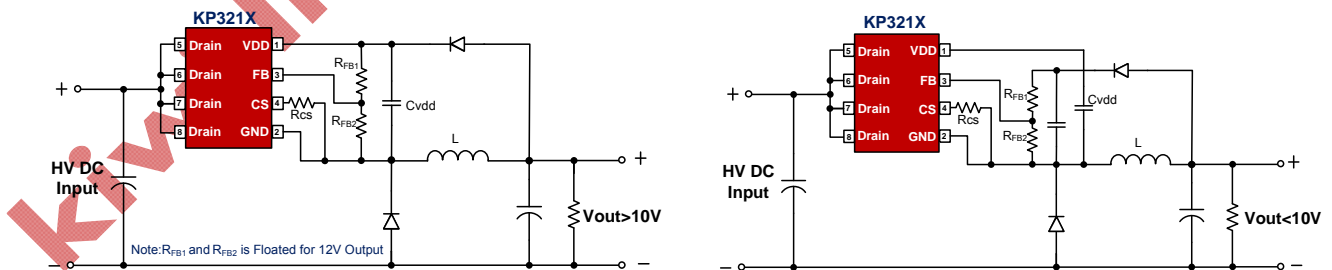 KP321X
5 Drain VDD 1
6 Drain FB 3
7 Drain CS 4
8 Drain GND 2
RFB1
RFB2
Rcs
Cvdd
L
+
HV DC
Input
−
+
Vout>10V
−
Note:RFB1 and RFB2 is Floated for 12V Output
KP321X
5 Drain VDD 1
6 Drain FB 3
7 Drain CS 4
8 Drain GND 2
RFB1
RFB2
Rcs
Cvdd
L
+
HV DC
Input
−
+
Vout<10V
−